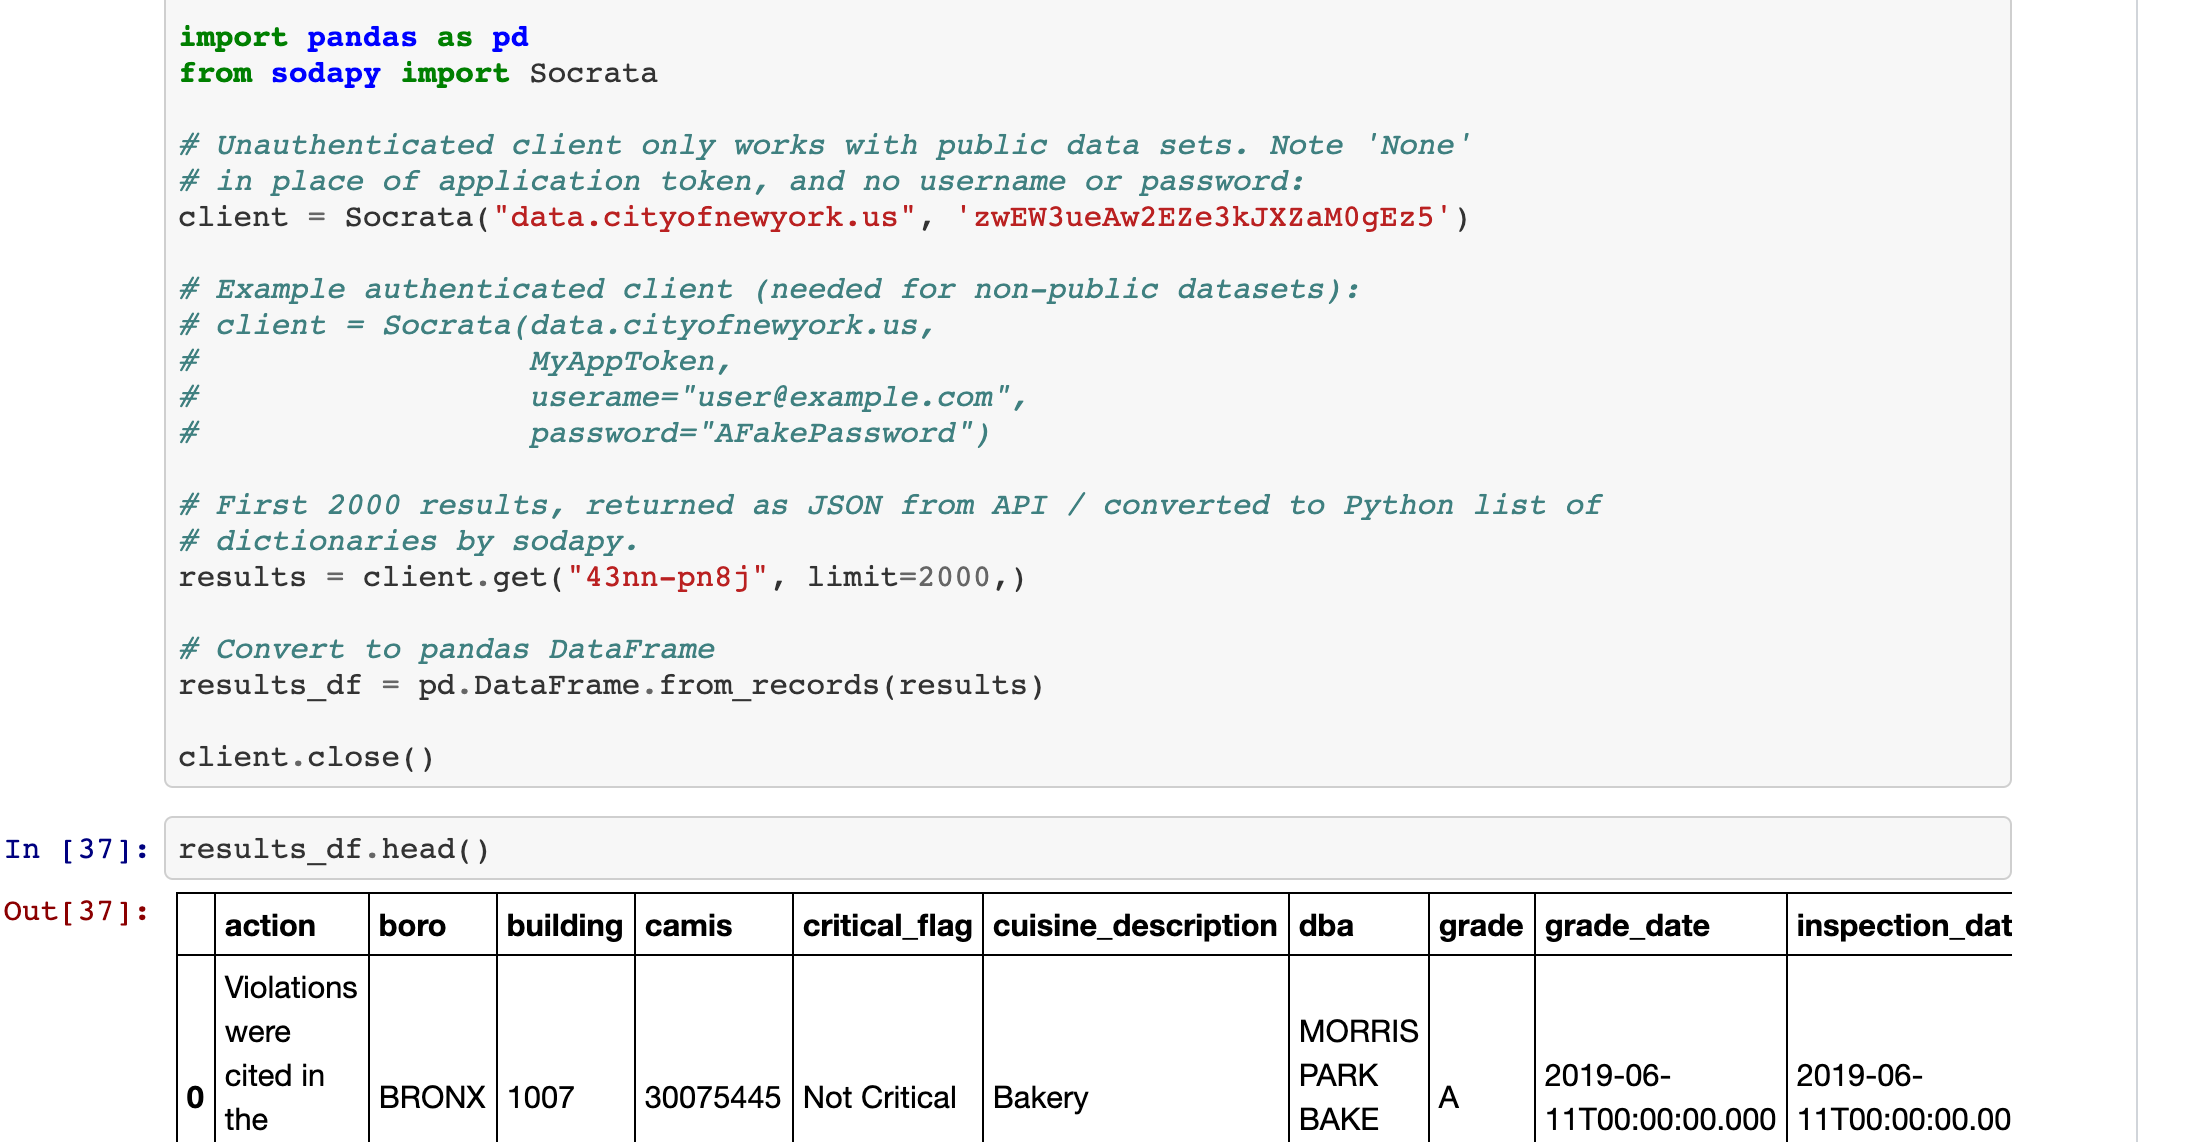 import pandas as pd
from sodapy import Socrata
# Unauthenticated client only works with public data sets. Note 'None'
# in place of application token, and no username or password:
client = Socrata("data.cityofnewyork.us", 'zwEW3ueAw2EZe3kJXZaM0gEz5')
# Example authenticated client (needed for non-public datasets):
# client = Socrata(data.cityofnewyork.us,
#                   MyAppToken,
#                   userame="user@example.com",
#                   password="AFakePassword")
# First 2000 results, returned as JSON from API / converted to Python list of
# dictionaries by sodapy.
results = client.get("43nn-pn8j", limit=2000,)
# Convert to pandas DataFrame
results_df = pd.DataFrame.from_records(results)
client.close()
In [37]: results_df.head()
Out[37]:
action boro building camis critical_flag cuisine_description dba grade grade_date inspection_dat
Violations
were
cited in
the
0 BRONX 1007 30075445 Not Critical Bakery
MORRIS
PARK
BAKE
A
2019-06-
11T00:00:00.000
2019-06-
11T00:00:00.00